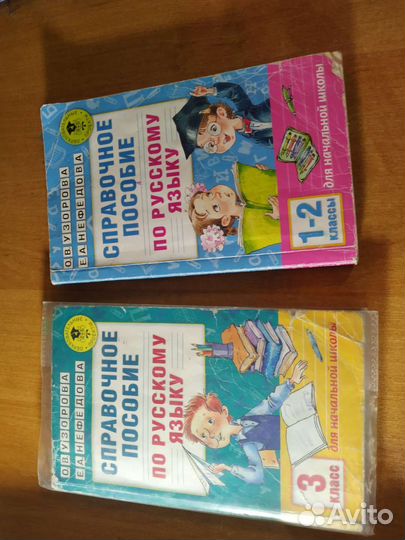 О.В. УЗОРОВА
Е.А. НЕФЕДОВА
СПРАВОЧНОЕ
ПОСОБИЕ
ПО РУССКОМУ
ЯЗЫКУ
1-2
классы
для начальной школы
О.В. УЗОРОВА
Е.А. НЕФЕДОВА
СПРАВОЧНОЕ
ПОСОБИЕ
ПО РУССКОМУ
ЯЗЫКУ
3
класс
для начальной школы
Avito